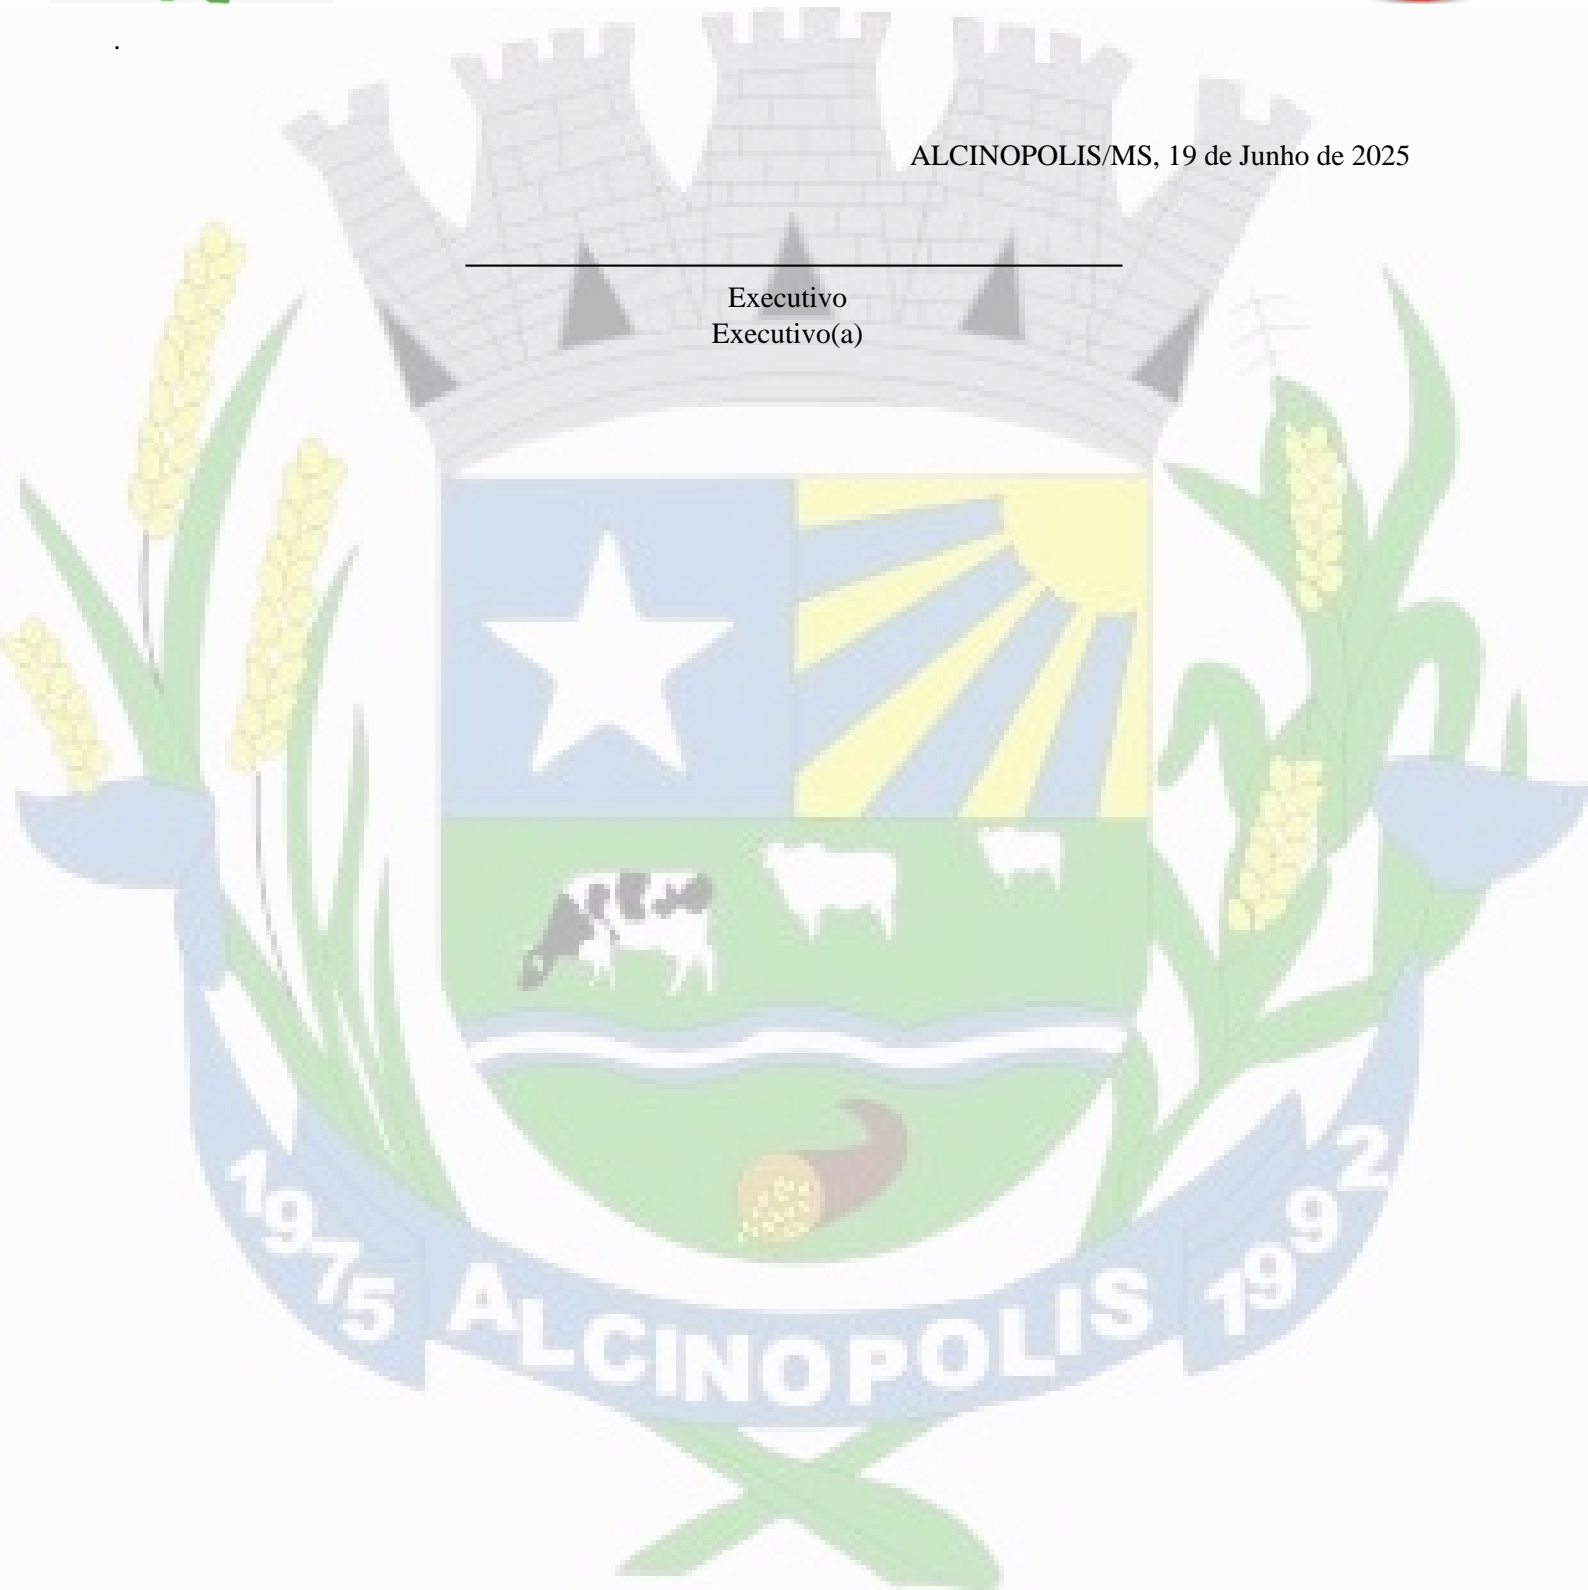 .
ALCINOPOLIS/MS, 19 de Junho de 2025
Executivo
Executivo(a)
1975 ALCINOPOLIS 1992